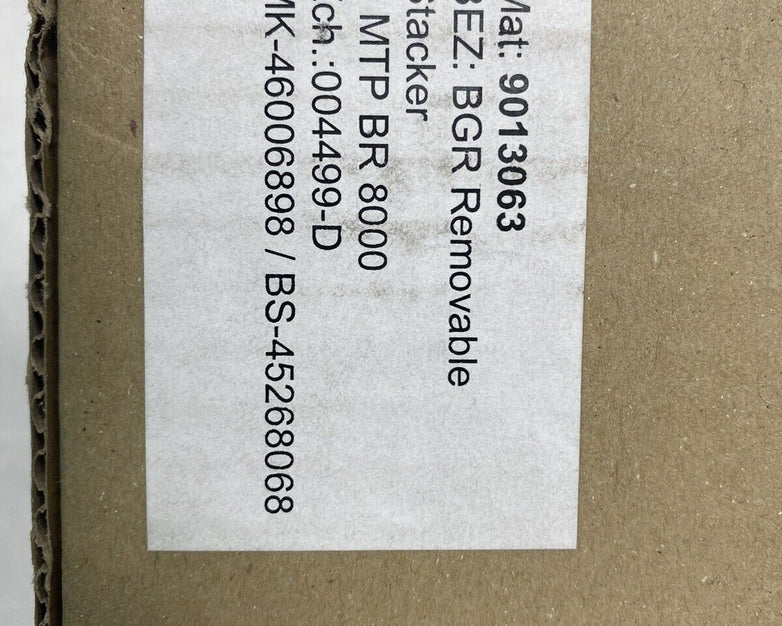 Mat: 9013063
BEZ: BGR Removable
Stacker
MTP BR 8000
ch.:004499-D
MK-46006898 / BS-45268068